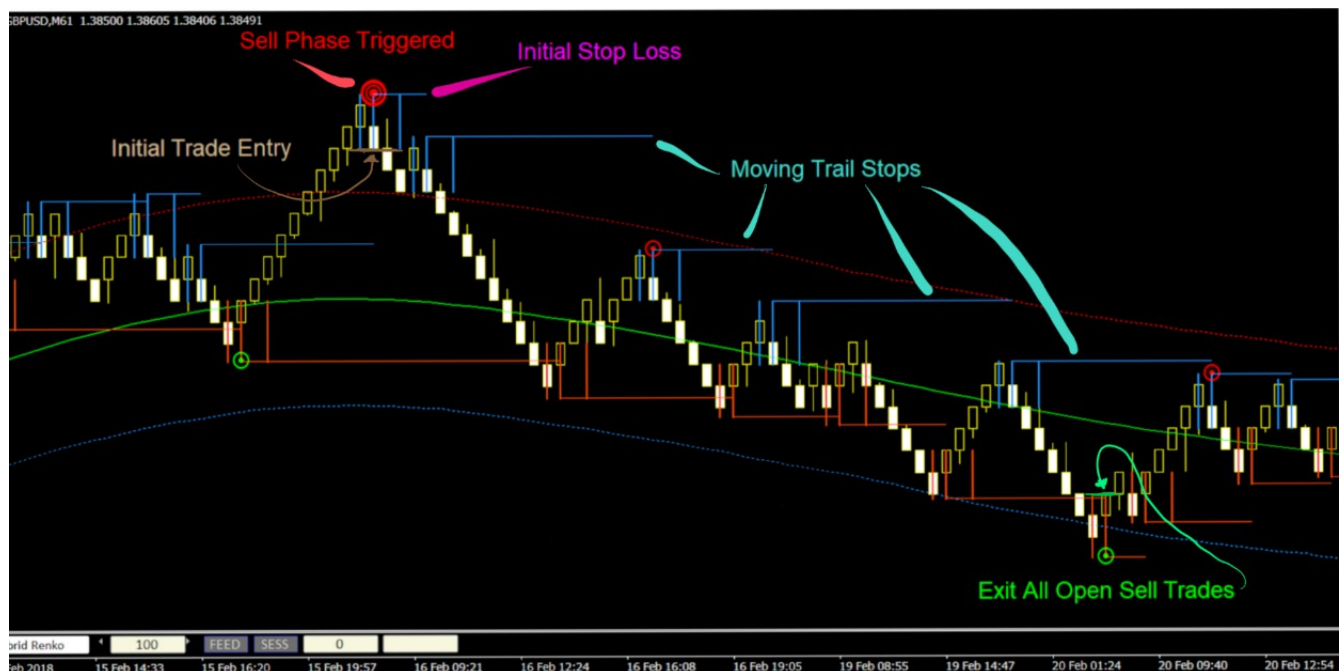 GBPUSD,M61 1.38500 1.38605 1.38406 1.38491
Sell Phase Triggered
Initial Stop Loss
Initial Trade Entry
Moving Trail Stops
Exit All Open Sell Trades
brid Renko 100 FEED SESS 0
Feb 2018 15 Feb 14:33 15 Feb 16:20 15 Feb 19:57 16 Feb 09:21 16 Feb 12:24 16 Feb 16:08 16 Feb 19:05 19 Feb 08:55 19 Feb 14:47 20 Feb 01:24 20 Feb 09:40 20 Feb 12:54